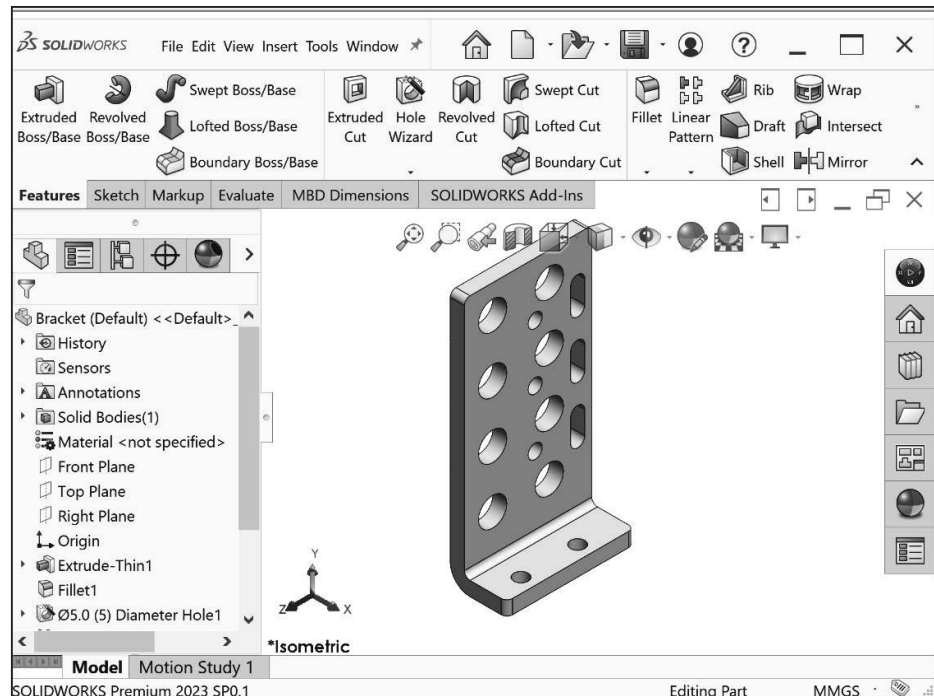 SOLIDWORKS File Edit View Insert Tools Window
Extruded Boss/Base
Revolved Boss/Base
Swept Boss/Base
Lofted Boss/Base
Boundary Boss/Base
Extruded Cut
Hole Wizard
Revolved Cut
Swept Cut
Lofted Cut
Boundary Cut
Fillet
Linear Pattern
Rib
Draft
Shell
Wrap
Intersect
Mirror
Features Sketch Markup Evaluate MBD Dimensions SOLIDWORKS Add-Ins
Bracket (Default) <<Default>_
History
Sensors
Annotations
Solid Bodies(1)
Material <not specified>
Front Plane
Top Plane
Right Plane
Origin
Extrude-Thin1
Fillet1
Ø5.0 (5) Diameter Hole1
Y
Z X
*Isometric
Model Motion Study 1
SOLIDWORKS Premium 2023 SP0.1 Editing Part MMGS